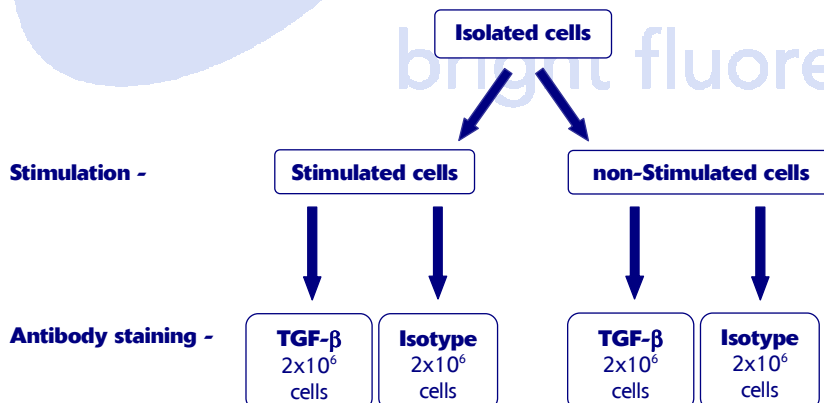 Isolated cells
bright fluore
Stimulation -
Stimulated cells
non-Stimulated cells
Antibody staining -
TGF-β
2x10⁶
cells
Isotype
2x10⁶
cells
TGF-β
2x10⁶
cells
Isotype
2x10⁶
cells